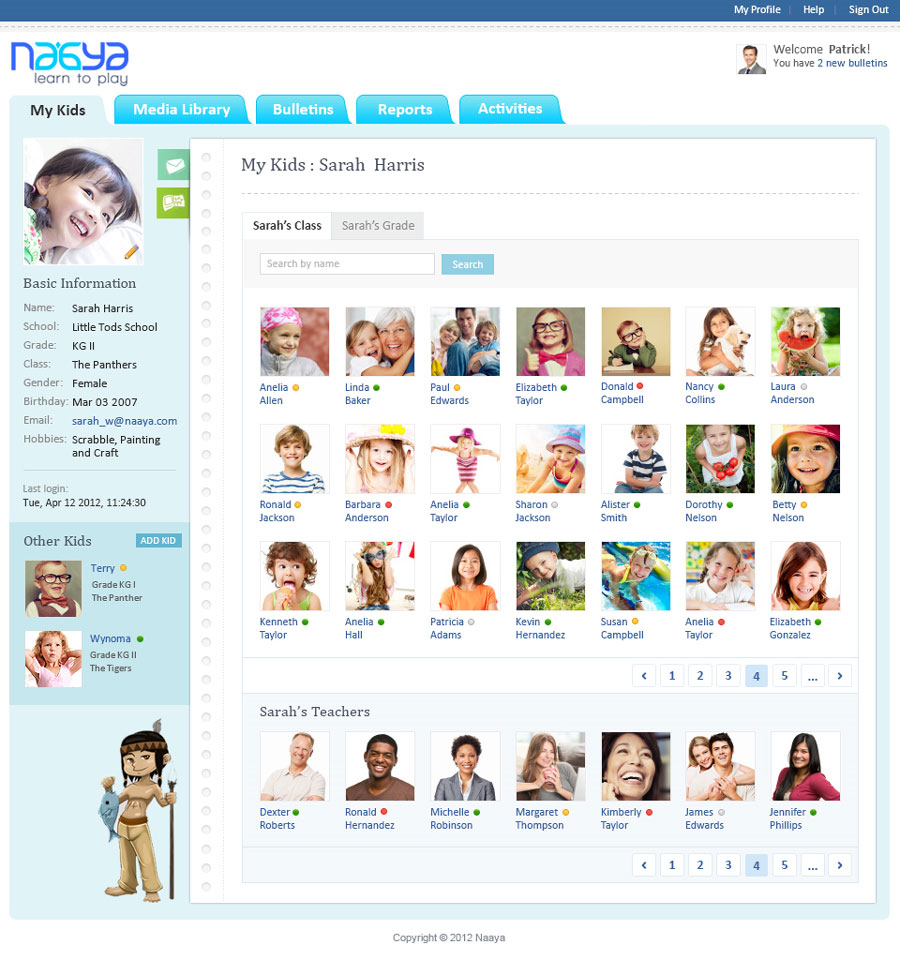 My Profile | Help | Sign Out
naaya
learn to play
Welcome Patrick!
You have 2 new bulletins
My Kids
Media Library
Bulletins
Reports
Activities
Basic Information
Name: Sarah Harris
School: Little Tods School
Grade: KG II
Class: The Panthers
Gender: Female
Birthday: Mar 03 2007
Email: sarah_w@naaya.com
Hobbies: Scrabble, Painting
and Craft
Last login:
Tue, Apr 12 2012, 11:24:30
Other Kids
ADD KID
Terry
Grade KG I
The Panther
Wynoma
Grade KG II
The Tigers
My Kids : Sarah Harris
Sarah's Class
Sarah's Grade
Search by name
Search
Anelia
Allen
Linda
Baker
Paul
Edwards
Elizabeth
Taylor
Donald
Campbell
Nancy
Collins
Laura
Anderson
Ronald
Jackson
Barbara
Anderson
Anelia
Taylor
Sharon
Jackson
Alister
Smith
Dorothy
Nelson
Betty
Nelson
Kenneth
Taylor
Anelia
Hall
Patricia
Adams
Kevin
Hernandez
Susan
Campbell
Anelia
Taylor
Elizabeth
Gonzalez
‹ 1 2 3 4 5 ... ›
Sarah's Teachers
Dexter
Roberts
Ronald
Hernandez
Michelle
Robinson
Margaret
Thompson
Kimberly
Taylor
James
Edwards
Jennifer
Phillips
‹ 1 2 3 4 5 ... ›
Copyright © 2012 Naaya